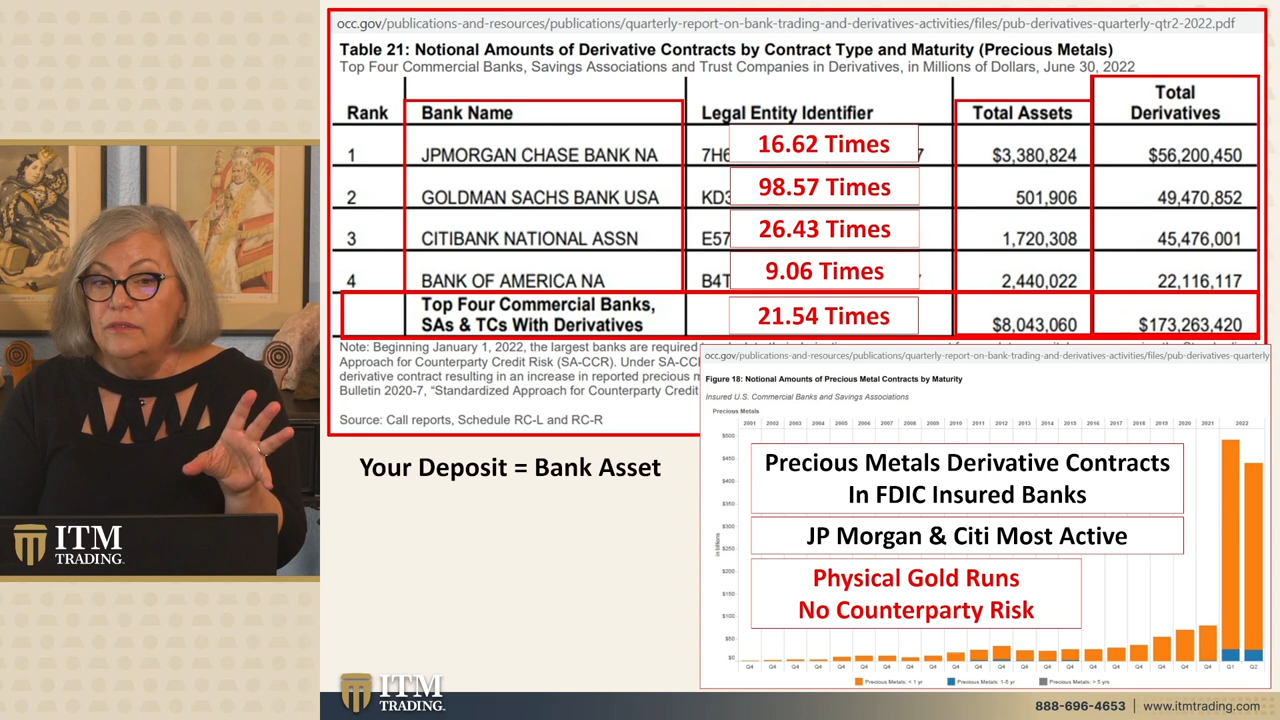 occ.gov/publications-and-resources/publications/quarterly-report-on-bank-trading-and-derivatives-activities/files/pub-derivatives-quarterly-qtr2-2022.pdf
Table 21: Notional Amounts of Derivative Contracts by Contract Type and Maturity (Precious Metals)
Top Four Commercial Banks, Savings Associations and Trust Companies in Derivatives, in Millions of Dollars, June 30, 2022
Rank Bank Name Legal Entity Identifier Total Assets Total Derivatives
1 JPMORGAN CHASE BANK NA 7H6 16.62 Times 7 $3,380,824 $56,200,450
2 GOLDMAN SACHS BANK USA KD3 98.57 Times 501,906 49,470,852
3 CITIBANK NATIONAL ASSN E57 26.43 Times 1,720,308 45,476,001
4 BANK OF AMERICA NA B4T 9.06 Times 2,440,022 22,116,117
Top Four Commercial Banks,
SAs & TCs With Derivatives 21.54 Times $8,043,060 $173,263,420
Note: Beginning January 1, 2022, the largest banks are required
Approach for Counterparty Credit Risk (SA-CCR). Under SA-CC
derivative contract resulting in an increase in reported precious m
Bulletin 2020-7, "Standardized Approach for Counterparty Credit
Source: Call reports, Schedule RC-L and RC-R
occ.gov/publications-and-resources/publications/quarterly-report-on-bank-trading-and-derivatives-activities/files/pub-derivatives-quarterly
Figure 18: Notional Amounts of Precious Metal Contracts by Maturity
Insured U.S. Commercial Banks and Savings Associations
Precious Metals
2001 2002 2003 2004 2005 2006 2007 2008 2009 2010 2011 2012 2013 2014 2015 2016 2017 2018 2019 2020 2021 2022
$500
$450
$400
$350
$300
$250
$200
$150
$100
$50
$0
in billions
Precious Metals Derivative Contracts
In FDIC Insured Banks
JP Morgan & Citi Most Active
Physical Gold Runs
No Counterparty Risk
Q4 Q4 Q4 Q4 Q4 Q4 Q4 Q4 Q4 Q4 Q4 Q4 Q4 Q4 Q4 Q4 Q4 Q4 Q4 Q4 Q4 Q1 Q2
Precious Metals: < 1 yr Precious Metals: 1-5 yr Precious Metals: > 5 yrs
Your Deposit = Bank Asset
ITM
TRADING
ITM
TRADING
888-696-4653 | www.itmtrading.com